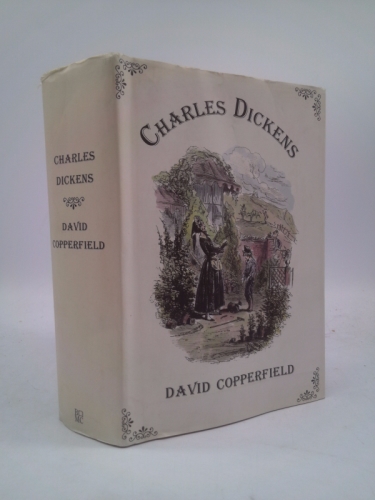 CHARLES
DICKENS
DAVID
COPPERFIELD
CHARLES DICKENS
DAVID COPPERFIELD